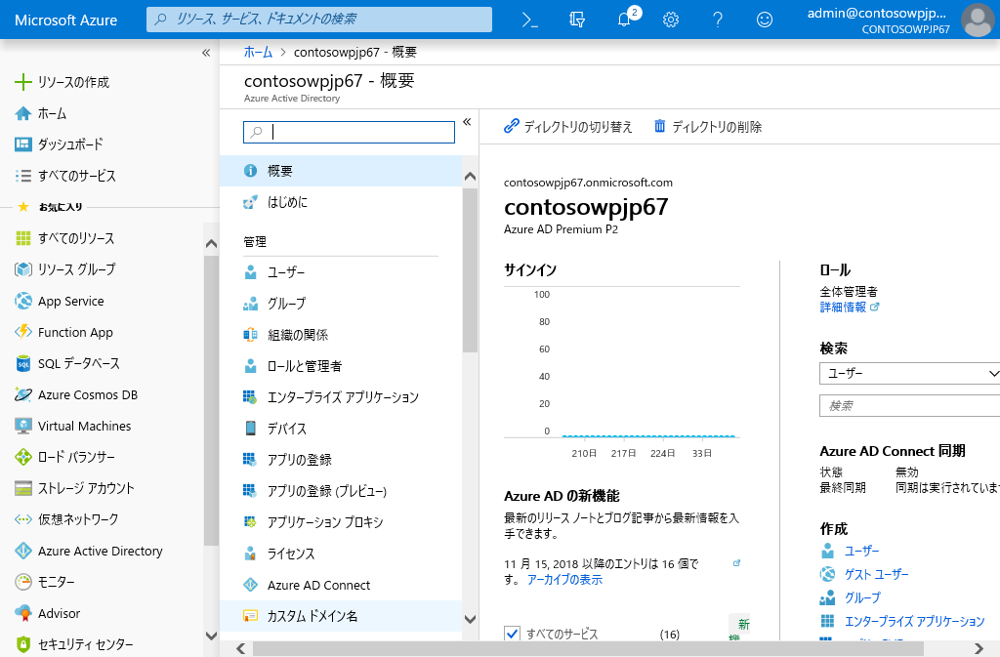 Microsoft Azure
リソース、サービス、ドキュメントの検索
2
admin@contosowpjp...
CONTOSOWPJP67
«
リソースの作成
ホーム
ダッシュボード
すべてのサービス
お気に入り
すべてのリソース
リソース グループ
App Service
Function App
SQL データベース
Azure Cosmos DB
Virtual Machines
ロード バランサー
ストレージ アカウント
仮想ネットワーク
Azure Active Directory
モニター
Advisor
セキュリティ センター
ホーム > contosowpjp67 - 概要
contosowpjp67 - 概要
Azure Active Directory
«
概要
はじめに
管理
ユーザー
グループ
組織の関係
ロールと管理者
エンタープライズ アプリケーション
デバイス
アプリの登録
アプリの登録 (プレビュー)
アプリケーション プロキシ
ライセンス
Azure AD Connect
カスタム ドメイン名
ディレクトリの切り替え
ディレクトリの削除
contosowpjp67.onmicrosoft.com
contosowpjp67
Azure AD Premium P2
サインイン
100
80
60
40
20
0
210日 217日 224日 33日
Azure AD の新機能
最新のリリース ノートとブログ記事から最新情報を入
手できます。
11 月 15, 2018 以降のエントリは 16 個で
す。 アーカイブの表示
すべてのサービス (16)
新
機
ロール
全体管理者
詳細情報
検索
ユーザー
検索
Azure AD Connect 同期
状態 無効
最終同期 同期は実行されていま
作成
ユーザー
ゲスト ユーザー
グループ
エンタープライズ アプリケーション